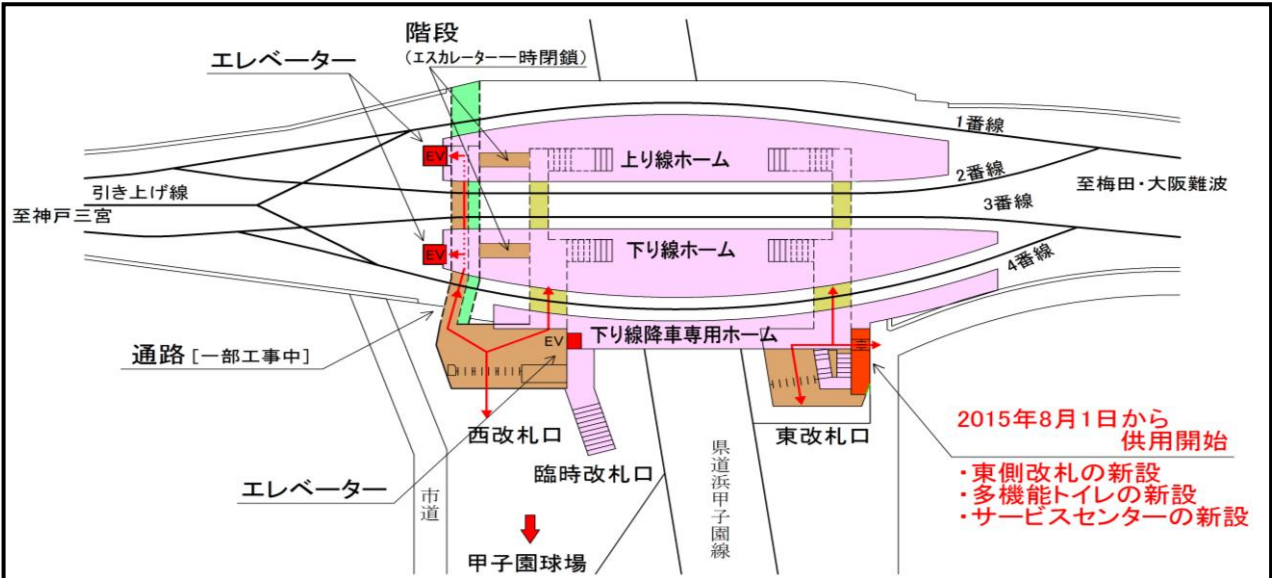 階段
（エスカレーター一時閉鎖）
エレベーター
1番線
EV
上り線ホーム
2番線
引き上げ線
至梅田・大阪難波
3番線
至神戸三宮
EV
下り線ホーム
4番線
下り線降車専用ホーム
EV
通路［一部工事中］
2015年8月1日から
供用開始
・東側改札の新設
・多機能トイレの新設
・サービスセンターの新設
西改札口
東改札口
臨時改札口
エレベーター
市道
県道浜甲子園線
甲子園球場